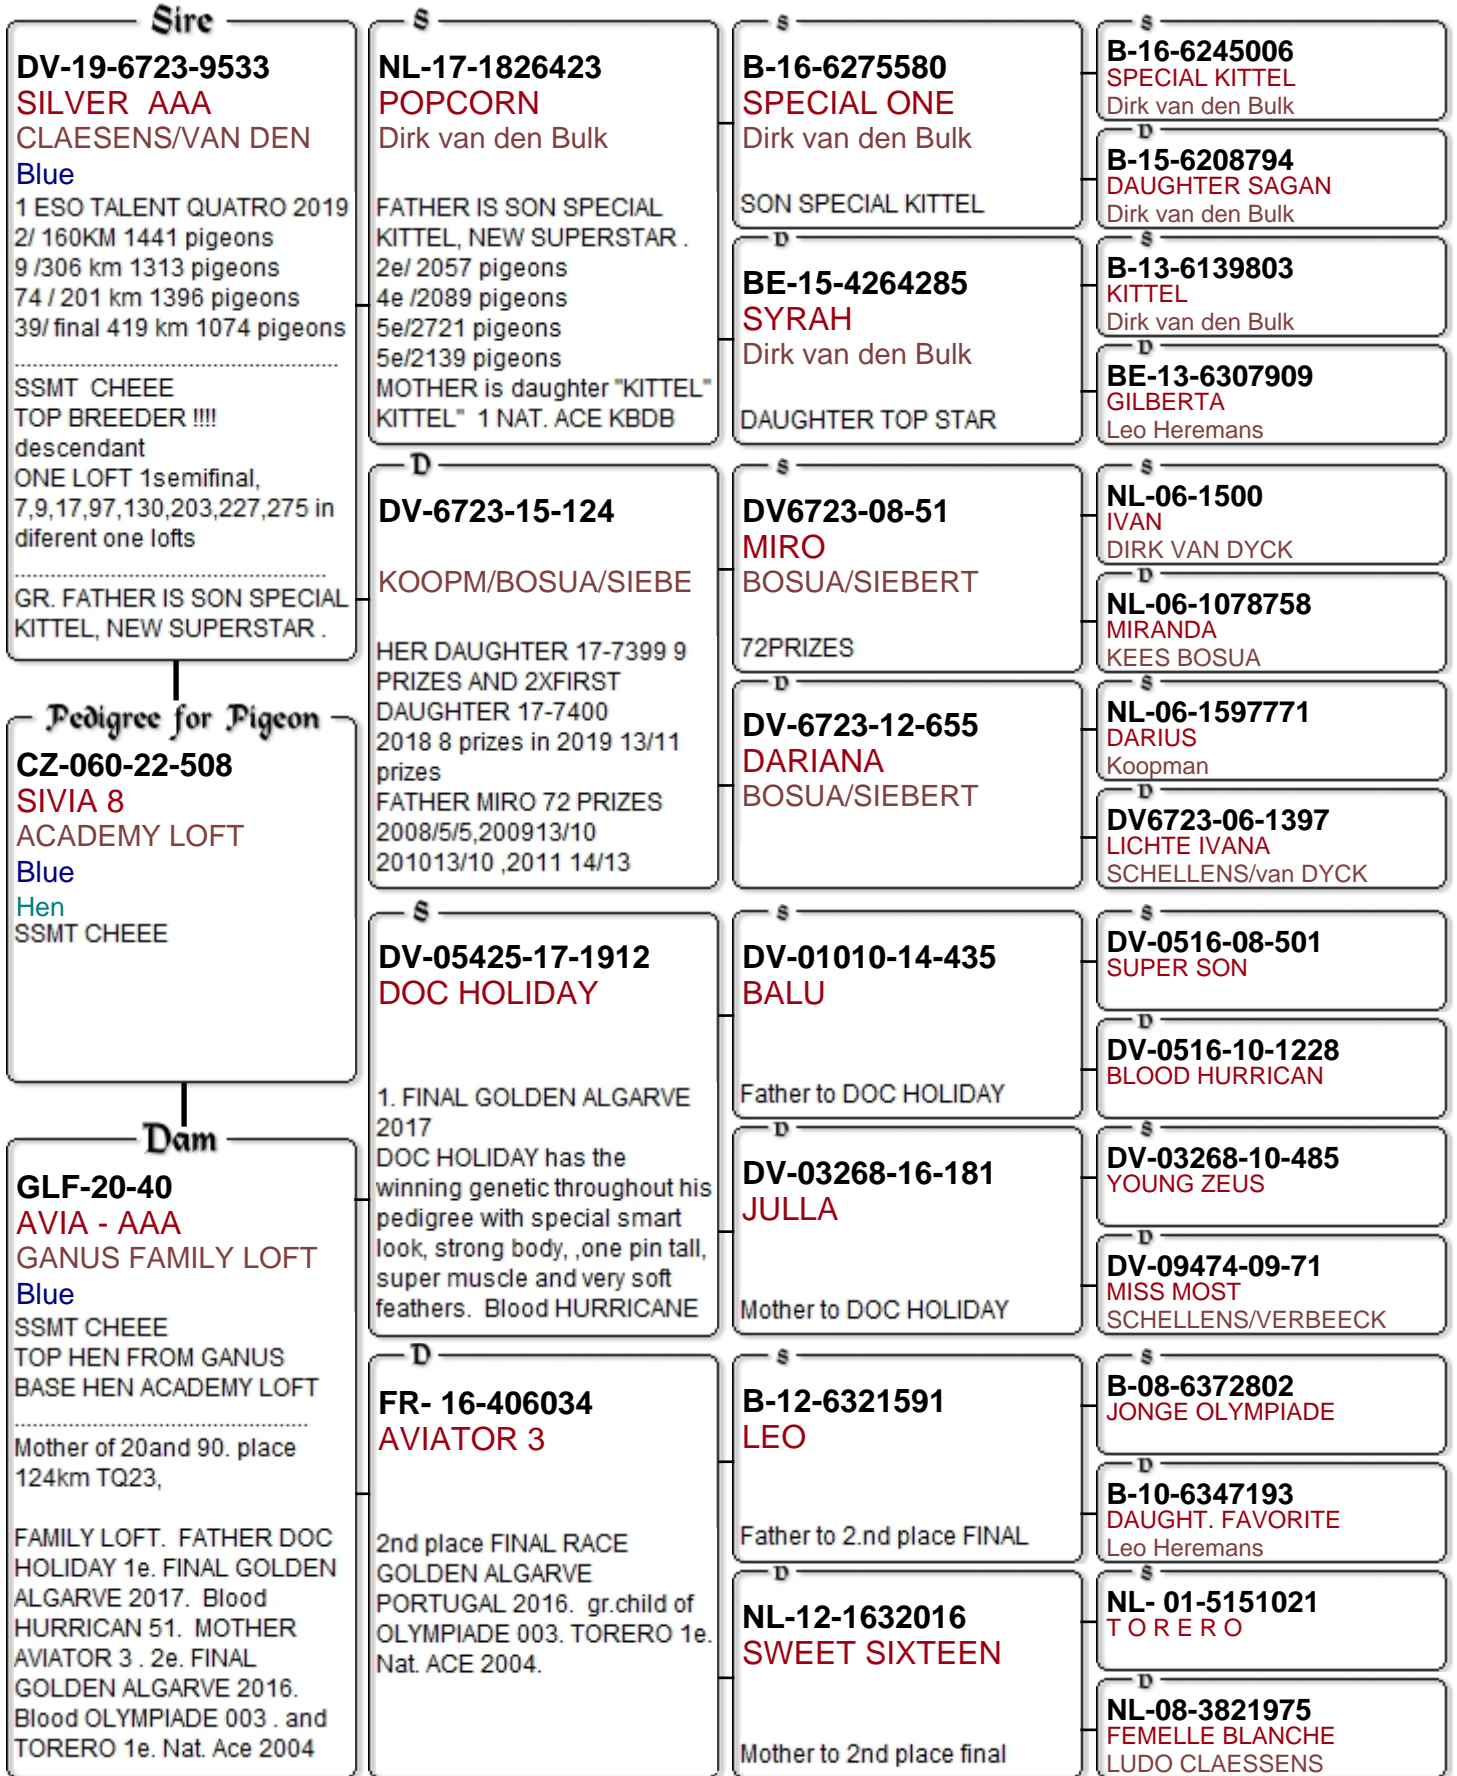 Sire
DV-19-6723-9533
SILVER AAA
CLAESENS/VAN DEN
Blue
1 ESO TALENT QUATRO 2019
2/ 160KM 1441 pigeons
9 /306 km 1313 pigeons
74 / 201 km 1396 pigeons
39/ final 419 km 1074 pigeons
......................................................
SSMT CHEEE
TOP BREEDER !!!!
descendant
ONE LOFT 1semifinal,
7,9,17,97,130,203,227,275 in
diferent one lofts
....................................................
GR. FATHER IS SON SPECIAL
KITTEL, NEW SUPERSTAR .
Pedigree for Pigeon
CZ-060-22-508
SIVIA 8
ACADEMY LOFT
Blue
Hen
SSMT CHEEE
Dam
GLF-20-40
AVIA - AAA
GANUS FAMILY LOFT
Blue
SSMT CHEEE
TOP HEN FROM GANUS
BASE HEN ACADEMY LOFT
.................................................
Mother of 20and 90. place
124km TQ23,
FAMILY LOFT. FATHER DOC
HOLIDAY 1e. FINAL GOLDEN
ALGARVE 2017. Blood
HURRICAN 51. MOTHER
AVIATOR 3 . 2e. FINAL
GOLDEN ALGARVE 2016.
Blood OLYMPIADE 003 . and
TORERO 1e. Nat. Ace 2004
S
NL-17-1826423
POPCORN
Dirk van den Bulk
FATHER IS SON SPECIAL
KITTEL, NEW SUPERSTAR .
2e/ 2057 pigeons
4e /2089 pigeons
5e/2721 pigeons
5e/2139 pigeons
MOTHER is daughter "KITTEL"
KITTEL" 1 NAT. ACE KBDB
D
DV-6723-15-124
KOOPM/BOSUA/SIEBE
HER DAUGHTER 17-7399 9
PRIZES AND 2XFIRST
DAUGHTER 17-7400
2018 8 prizes in 2019 13/11
prizes
FATHER MIRO 72 PRIZES
2008/5/5,200913/10
201013/10 ,2011 14/13
S
DV-05425-17-1912
DOC HOLIDAY
1. FINAL GOLDEN ALGARVE
2017
DOC HOLIDAY has the
winning genetic throughout his
pedigree with special smart
look, strong body, ,one pin tall,
super muscle and very soft
feathers. Blood HURRICANE
D
FR- 16-406034
AVIATOR 3
2nd place FINAL RACE
GOLDEN ALGARVE
PORTUGAL 2016. gr.child of
OLYMPIADE 003. TORERO 1e.
Nat. ACE 2004.
S
B-16-6275580
SPECIAL ONE
Dirk van den Bulk
SON SPECIAL KITTEL
D
BE-15-4264285
SYRAH
Dirk van den Bulk
DAUGHTER TOP STAR
S
DV6723-08-51
MIRO
BOSUA/SIEBERT
72PRIZES
D
DV-6723-12-655
DARIANA
BOSUA/SIEBERT
S
DV-01010-14-435
BALU
Father to DOC HOLIDAY
D
DV-03268-16-181
JULLA
Mother to DOC HOLIDAY
S
B-12-6321591
LEO
Father to 2.nd place FINAL
D
NL-12-1632016
SWEET SIXTEEN
Mother to 2nd place final
S
B-16-6245006
SPECIAL KITTEL
Dirk van den Bulk
D
B-15-6208794
DAUGHTER SAGAN
Dirk van den Bulk
S
B-13-6139803
KITTEL
Dirk van den Bulk
D
BE-13-6307909
GILBERTA
Leo Heremans
S
NL-06-1500
IVAN
DIRK VAN DYCK
D
NL-06-1078758
MIRANDA
KEES BOSUA
S
NL-06-1597771
DARIUS
Koopman
D
DV6723-06-1397
LICHTE IVANA
SCHELLENS/van DYCK
S
DV-0516-08-501
SUPER SON
D
DV-0516-10-1228
BLOOD HURRICAN
S
DV-03268-10-485
YOUNG ZEUS
D
DV-09474-09-71
MISS MOST
SCHELLENS/VERBEECK
S
B-08-6372802
JONGE OLYMPIADE
D
B-10-6347193
DAUGHT. FAVORITE
Leo Heremans
S
NL- 01-5151021
T O R E R O
D
NL-08-3821975
FEMELLE BLANCHE
LUDO CLAESSENS